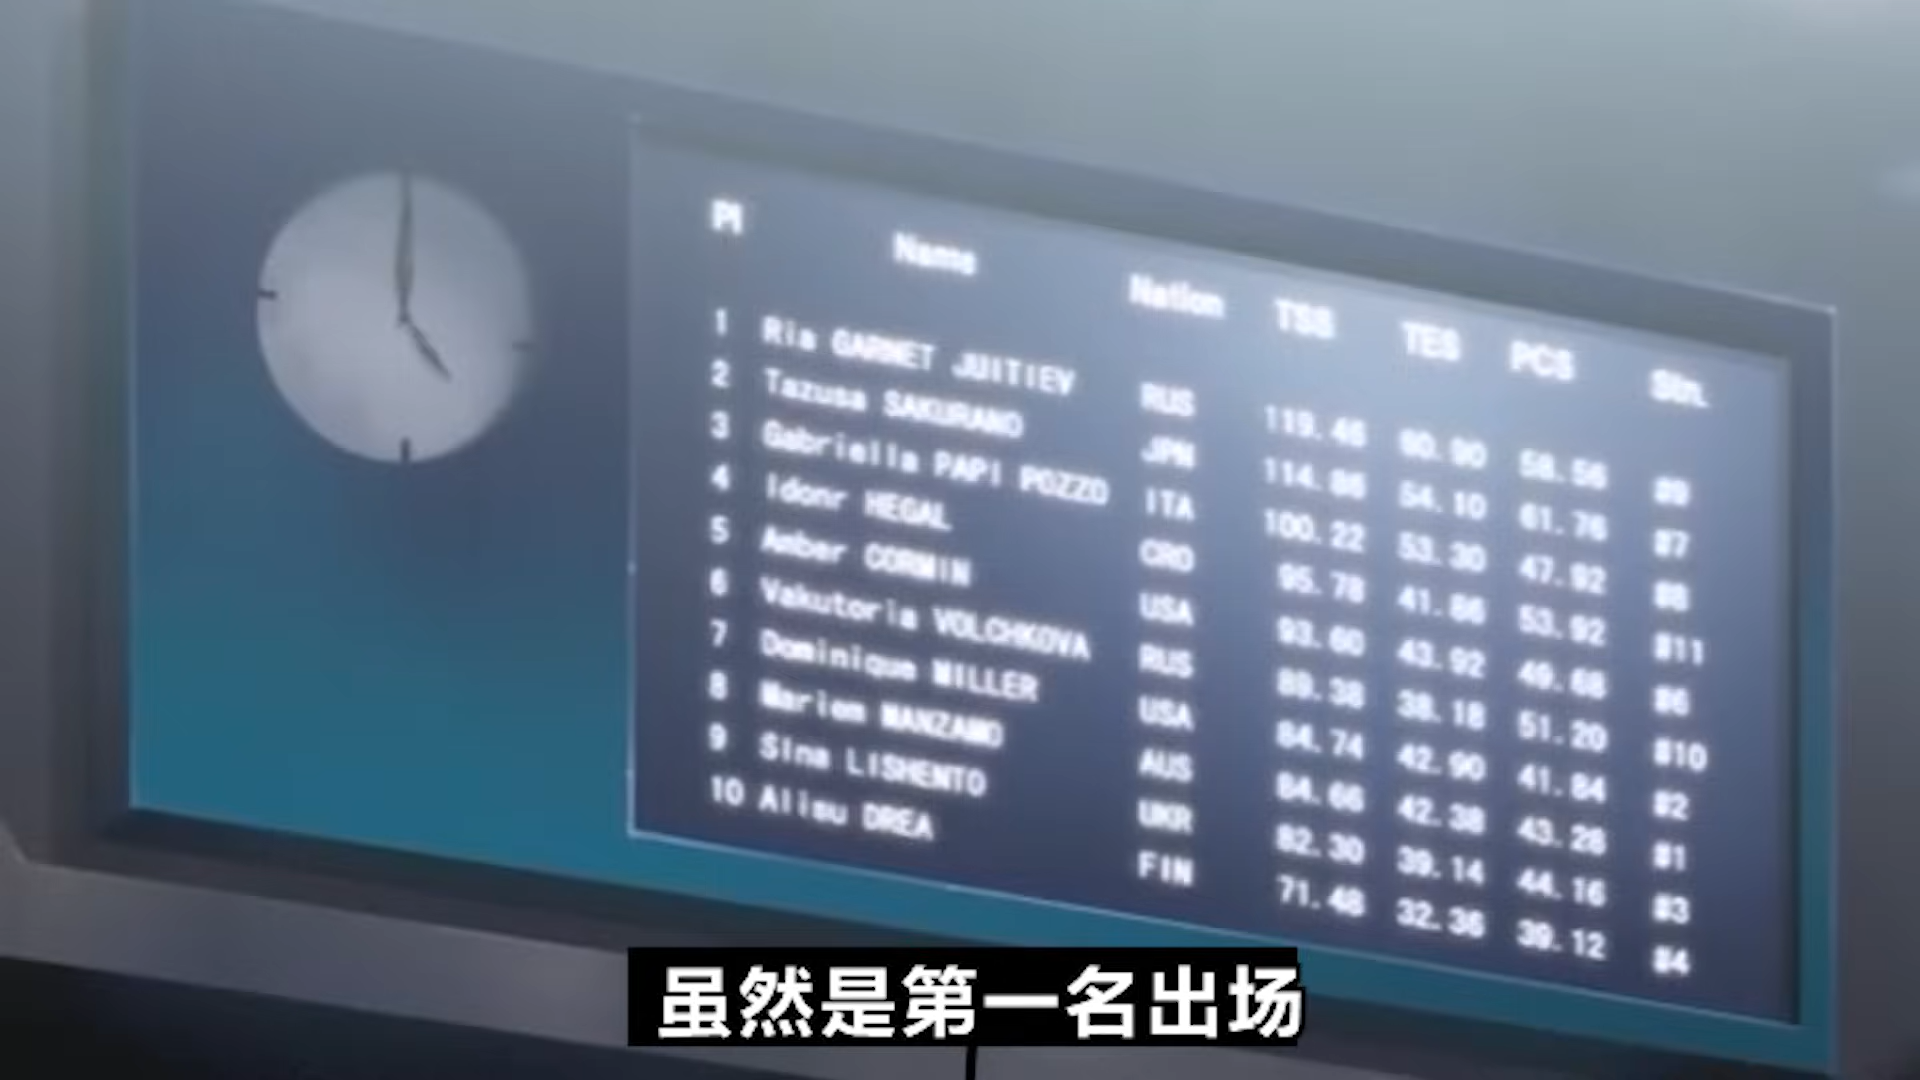 Pl Name Nation TSS TES PCS Stn.
1 Ria GARNET JUITIEV RUS 119.46 60.90 58.56 #9
2 Tazusa SAKURANO JPN 114.86 54.10 61.76 #7
3 Gabriella PAPI POZZO ITA 100.22 53.30 47.92 #8
4 Idonr HEGAL CRO 95.78 41.86 53.92 #11
5 Amber CORMIN USA 93.60 43.92 49.68 #6
6 Vakutoria VOLCHKOVA RUS 89.38 38.18 51.20 #10
7 Dominique MILLER USA 84.74 42.90 41.84 #2
8 Mariem MANZAMO AUS 84.66 42.38 43.28 #1
9 Sina LISHENTO UKR 82.30 39.14 44.16 #3
10 Alisu DREA FIN 71.48 32.36 39.12 #4
虽然是第一名出场